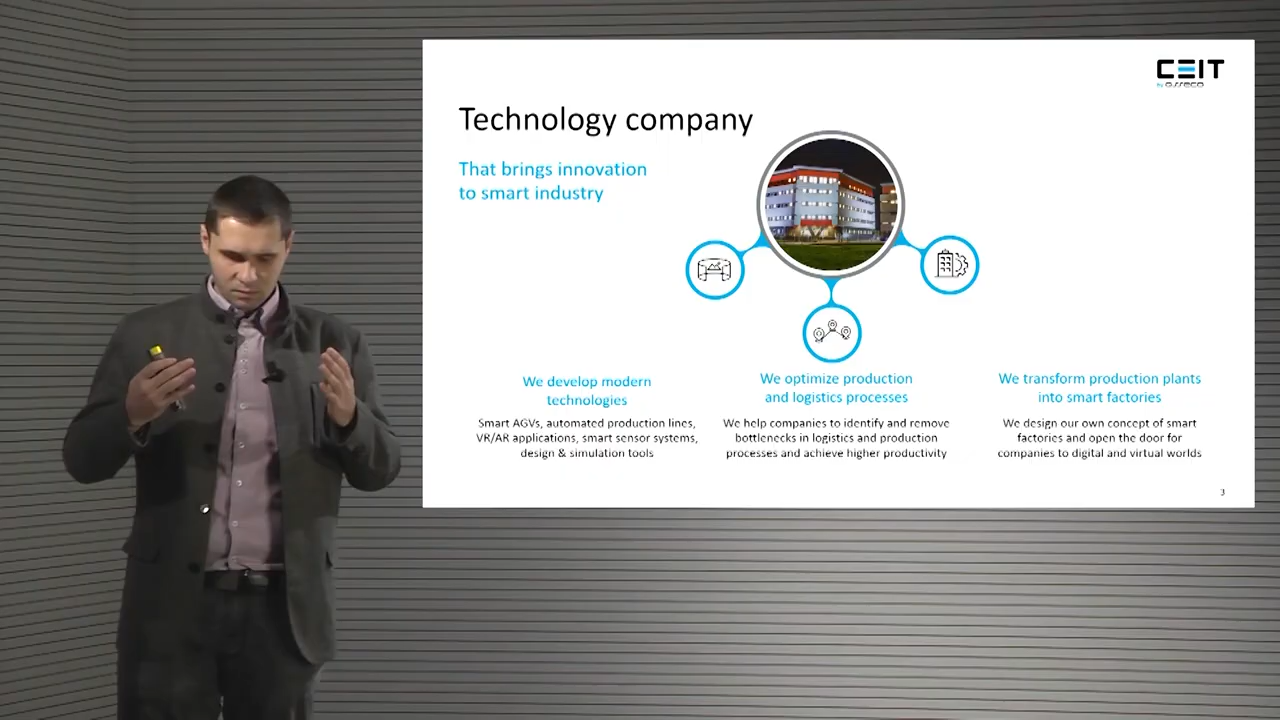 CEIT
by asseco
Technology company
That brings innovation
to smart industry
We develop modern
technologies
Smart AGVs, automated production lines,
VR/AR applications, smart sensor systems,
design & simulation tools
We optimize production
and logistics processes
We help companies to identify and remove
bottlenecks in logistics and production
processes and achieve higher productivity
We transform production plants
into smart factories
We design our own concept of smart
factories and open the door for
companies to digital and virtual worlds
3